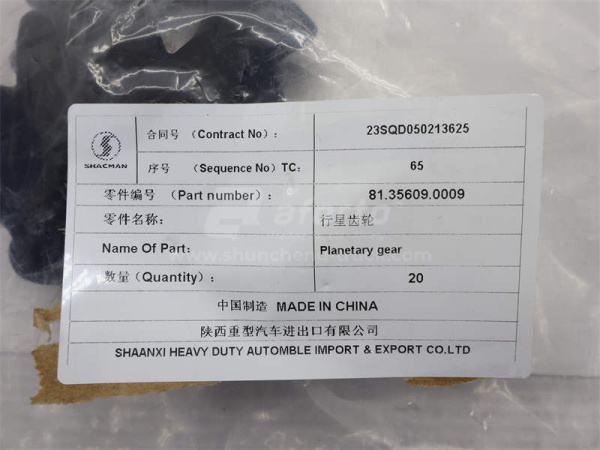 SHACMAN
合同号 （Contract No）： 23SQD050213625
序号 （Sequence No）TC： 65
零件编号 （Part number）： 81.35609.0009
零件名称： 行星齿轮
Name Of Part: Planetary gear
数量（Quantity）： 20
中国制造 MADE IN CHINA
陕西重型汽车进出口有限公司
SHAANXI HEAVY DUTY AUTOMBLE IMPORT & EXPORT CO.LTD